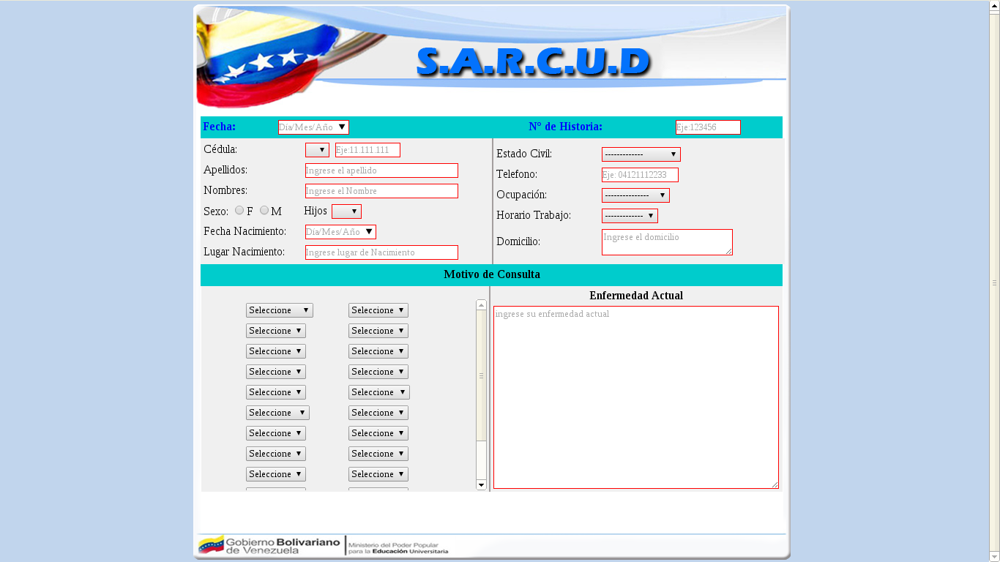 S.A.R.C.U.D
Fecha: Día/Mes/Año N° de Historia: Eje:123456
Cédula: Eje:11.111.111
Apellidos: Ingrese el apellido
Nombres: Ingrese el Nombre
Sexo: F M Hijos
Fecha Nacimiento: Día/Mes/Año
Lugar Nacimiento: Ingrese lugar de Nacimiento
Estado Civil: -------------
Telefono: Eje: 04121112233
Ocupación: ---------------
Horario Trabajo: -------------
Domicilio: Ingrese el domicilio
Motivo de Consulta
Seleccione Seleccione
Seleccione Seleccione
Seleccione Seleccione
Seleccione Seleccione
Seleccione Seleccione
Seleccione Seleccione
Seleccione Seleccione
Seleccione Seleccione
Seleccione Seleccione
Enfermedad Actual
ingrese su enfermedad actual
Gobierno Bolivariano
de Venezuela
Ministerio del Poder Popular
para la Educación Universitaria